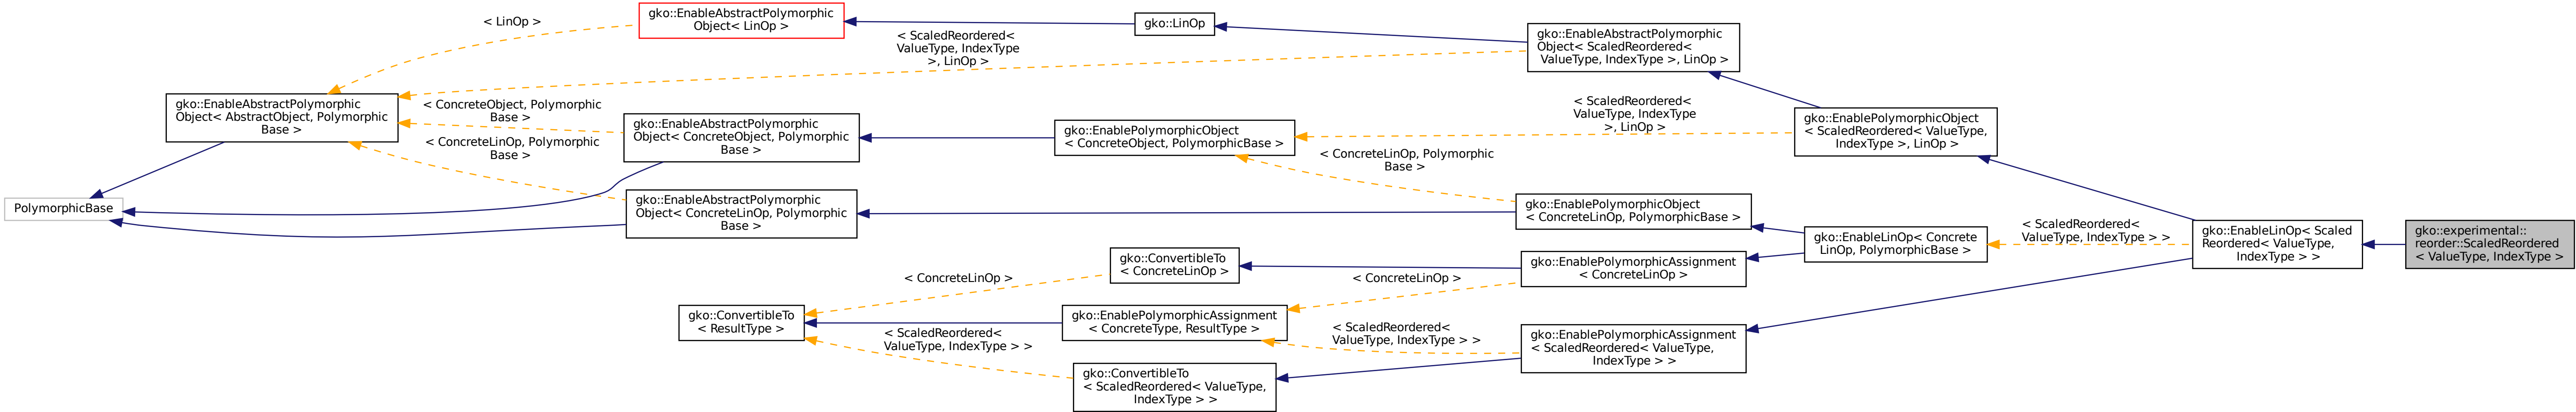 PolymorphicBase
gko::EnableAbstractPolymorphic
Object< AbstractObject, Polymorphic
Base >
< LinOp >
< ConcreteObject, Polymorphic
Base >
< ConcreteLinOp, Polymorphic
Base >
gko::EnableAbstractPolymorphic
Object< LinOp >
gko::EnableAbstractPolymorphic
Object< ConcreteObject, Polymorphic
Base >
gko::EnableAbstractPolymorphic
Object< ConcreteLinOp, Polymorphic
Base >
gko::ConvertibleTo
< ResultType >
< ScaledReordered<
ValueType, IndexType
>, LinOp >
< ConcreteLinOp >
< ScaledReordered<
ValueType, IndexType > >
gko::LinOp
gko::EnablePolymorphicObject
< ConcreteObject, PolymorphicBase >
gko::ConvertibleTo
< ConcreteLinOp >
gko::EnablePolymorphicAssignment
< ConcreteType, ResultType >
gko::ConvertibleTo
< ScaledReordered< ValueType,
IndexType > >
< ConcreteLinOp, Polymorphic
Base >
< ConcreteLinOp >
< ScaledReordered<
ValueType, IndexType > >
gko::EnableAbstractPolymorphic
Object< ScaledReordered<
ValueType, IndexType >, LinOp >
< ScaledReordered<
ValueType, IndexType
>, LinOp >
gko::EnablePolymorphicObject
< ConcreteLinOp, PolymorphicBase >
gko::EnablePolymorphicAssignment
< ConcreteLinOp >
gko::EnablePolymorphicAssignment
< ScaledReordered< ValueType,
IndexType > >
gko::EnablePolymorphicObject
< ScaledReordered< ValueType,
IndexType >, LinOp >
gko::EnableLinOp< Concrete
LinOp, PolymorphicBase >
< ScaledReordered<
ValueType, IndexType > >
gko::EnableLinOp< Scaled
Reordered< ValueType,
IndexType > >
gko::experimental::
reorder::ScaledReordered
< ValueType, IndexType >